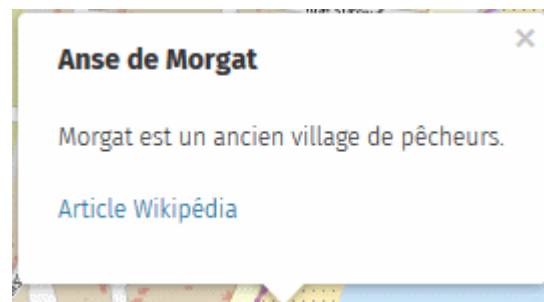 Anse de Morgat
Morgat est un ancien village de pêcheurs.
Article Wikipédia